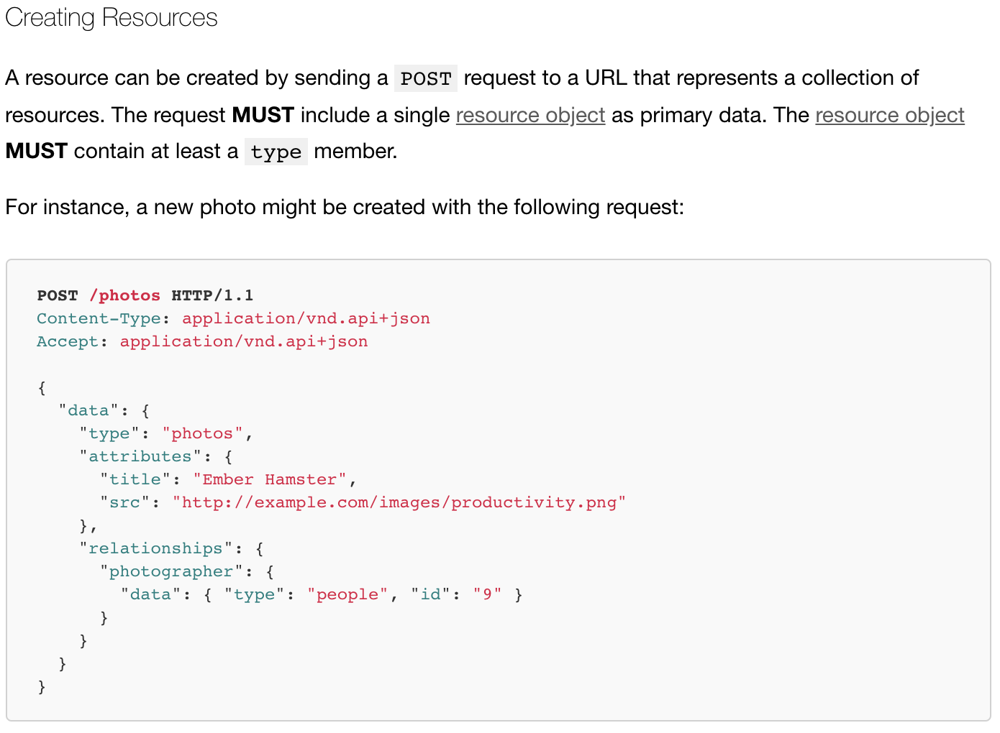 Creating Resources
A resource can be created by sending a POST request to a URL that represents a collection of
resources. The request MUST include a single resource object as primary data. The resource object
MUST contain at least a type member.
For instance, a new photo might be created with the following request:
POST /photos HTTP/1.1
Content-Type: application/vnd.api+json
Accept: application/vnd.api+json
{
  "data": {
    "type": "photos",
    "attributes": {
      "title": "Ember Hamster",
      "src": "http://example.com/images/productivity.png"
    },
    "relationships": {
      "photographer": {
        "data": { "type": "people", "id": "9" }
      }
    }
  }
}